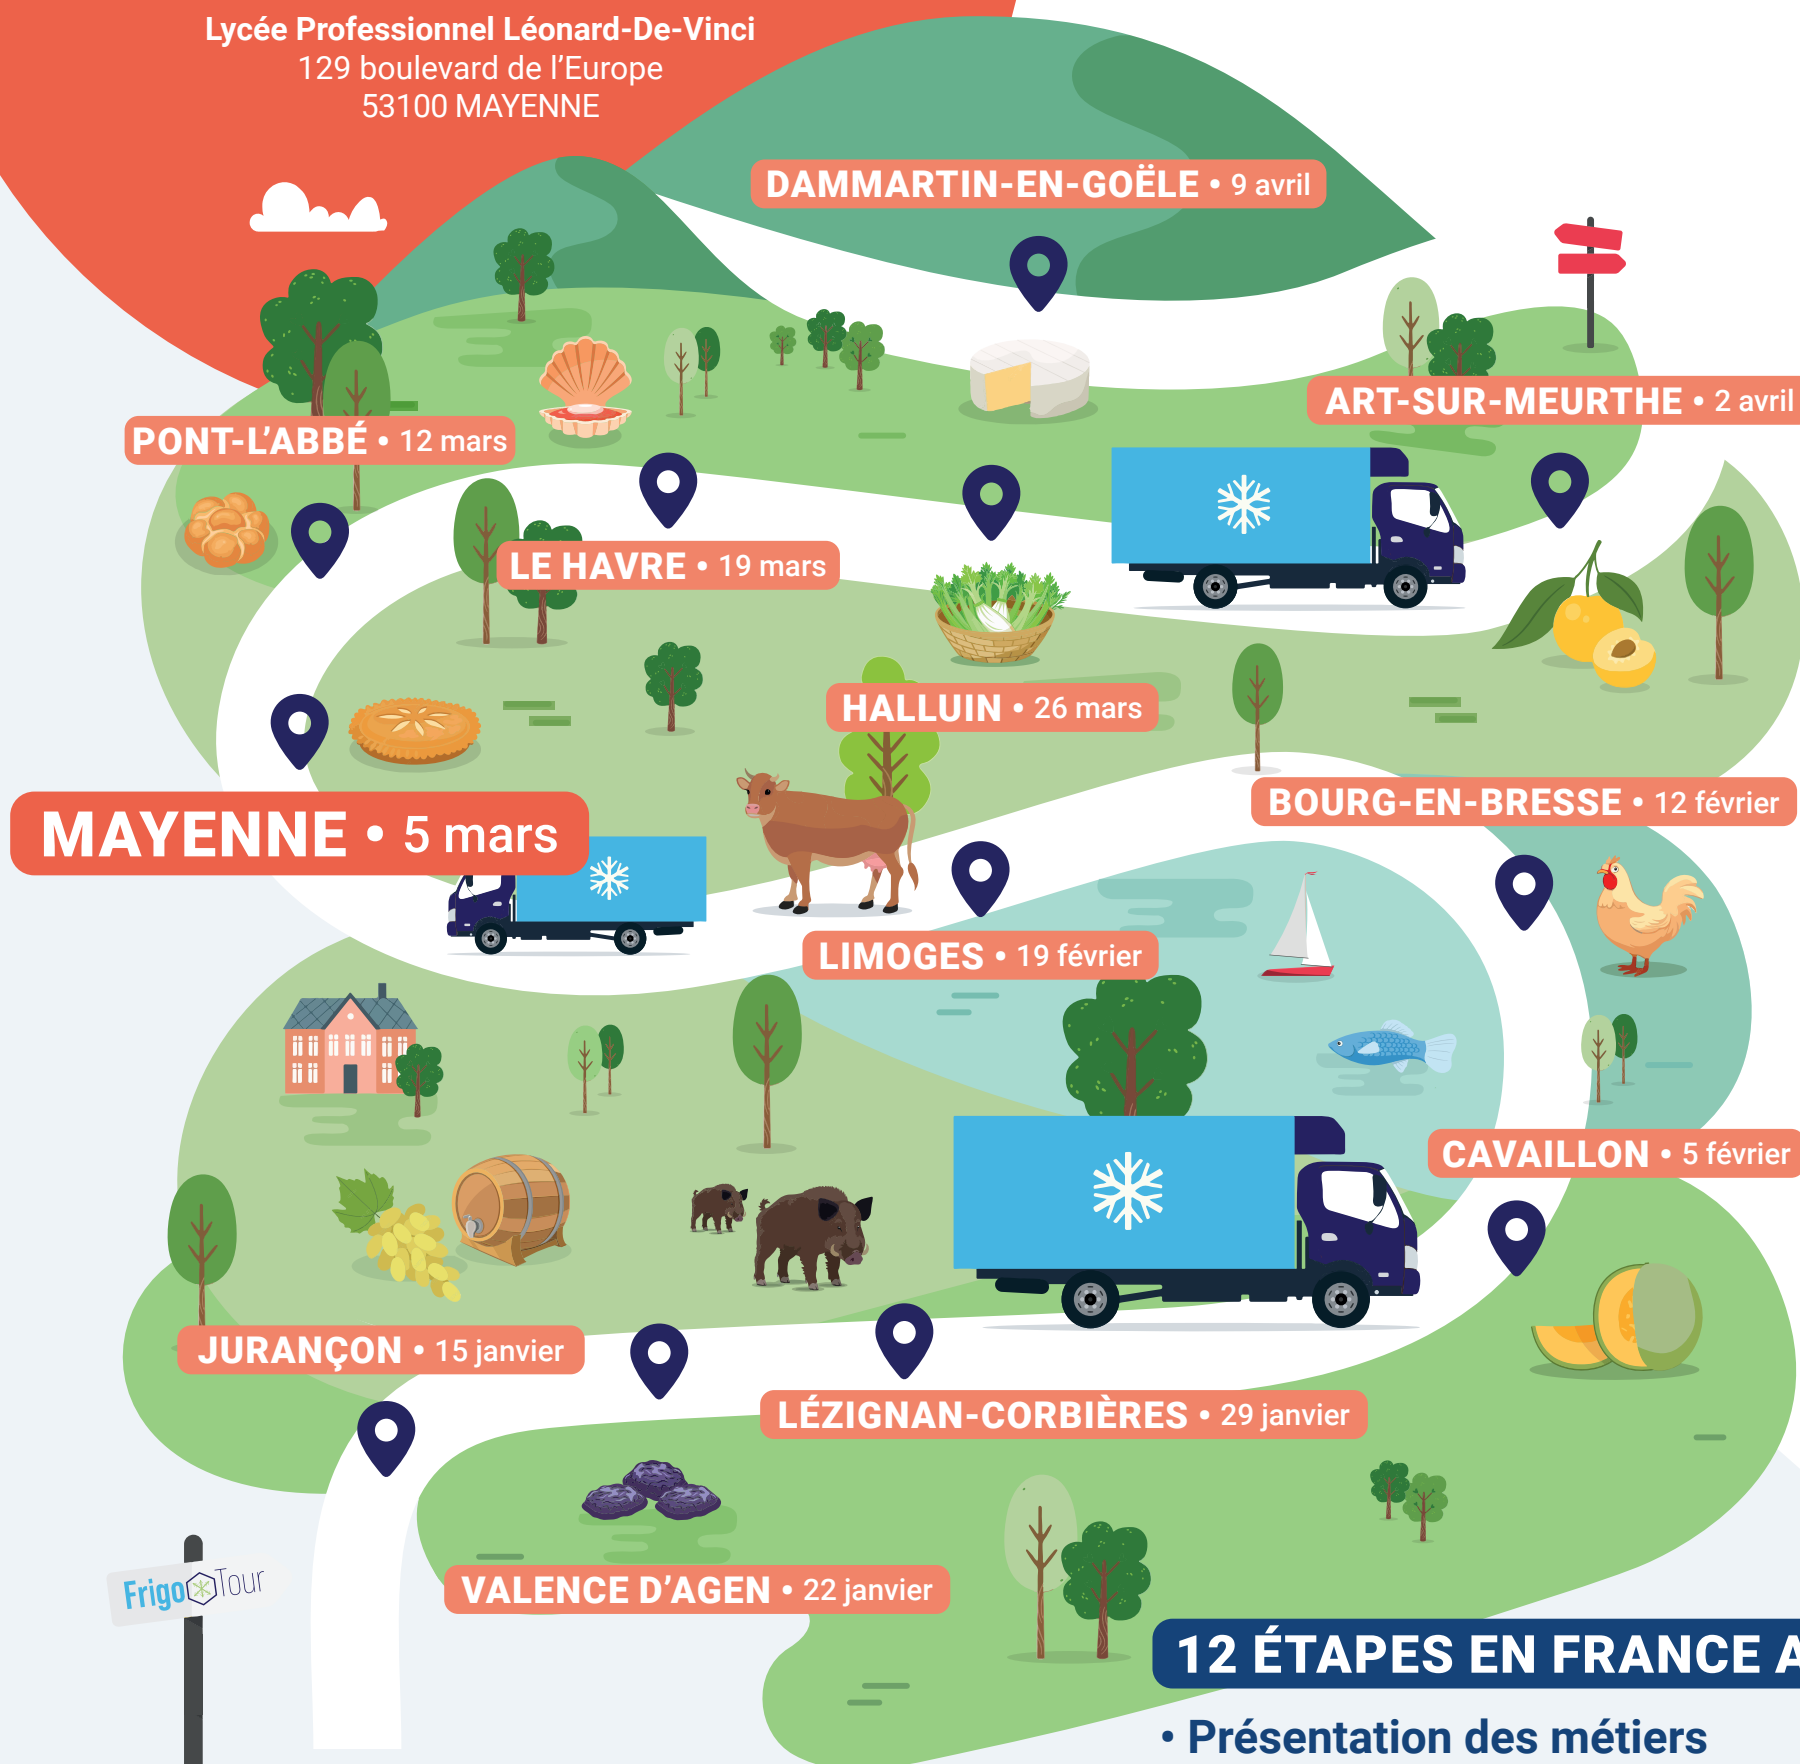 Lycée Professionnel Léonard-De-Vinci
129 boulevard de l'Europe
53100 MAYENNE
DAMMARTIN-EN-GOËLE • 9 avril
ART-SUR-MEURTHE • 2 avril
PONT-L'ABBÉ • 12 mars
LE HAVRE • 19 mars
HALLUIN • 26 mars
BOURG-EN-BRESSE • 12 février
MAYENNE • 5 mars
LIMOGES • 19 février
CAVAILLON • 5 février
JURANÇON • 15 janvier
LÉZIGNAN-CORBIÈRES • 29 janvier
VALENCE D'AGEN • 22 janvier
Frigo Tour
12 ÉTAPES EN FRANCE A
• Présentation des métiers